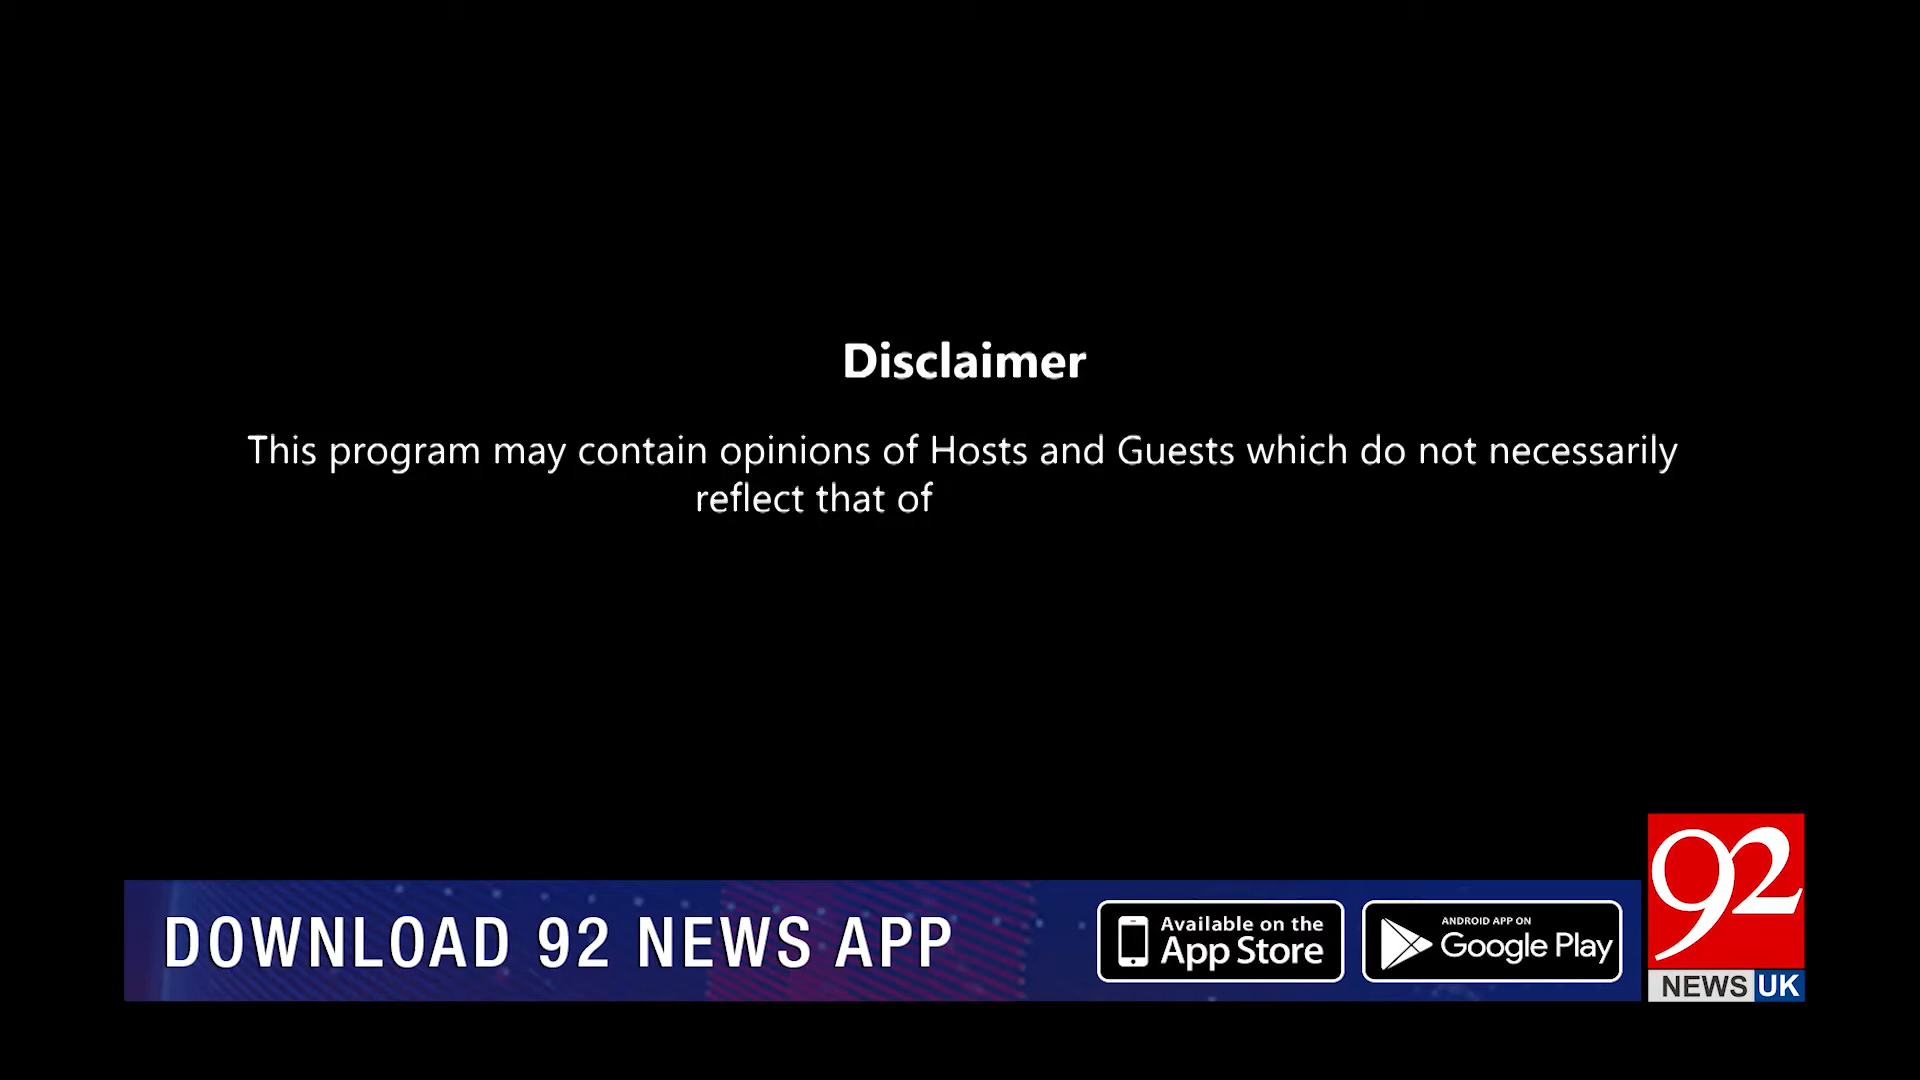 Disclaimer
This program may contain opinions of Hosts and Guests which do not necessarily
reflect that of
DOWNLOAD 92 NEWS APP
Available on the
App Store
ANDROID APP ON
Google Play
92
NEWS UK